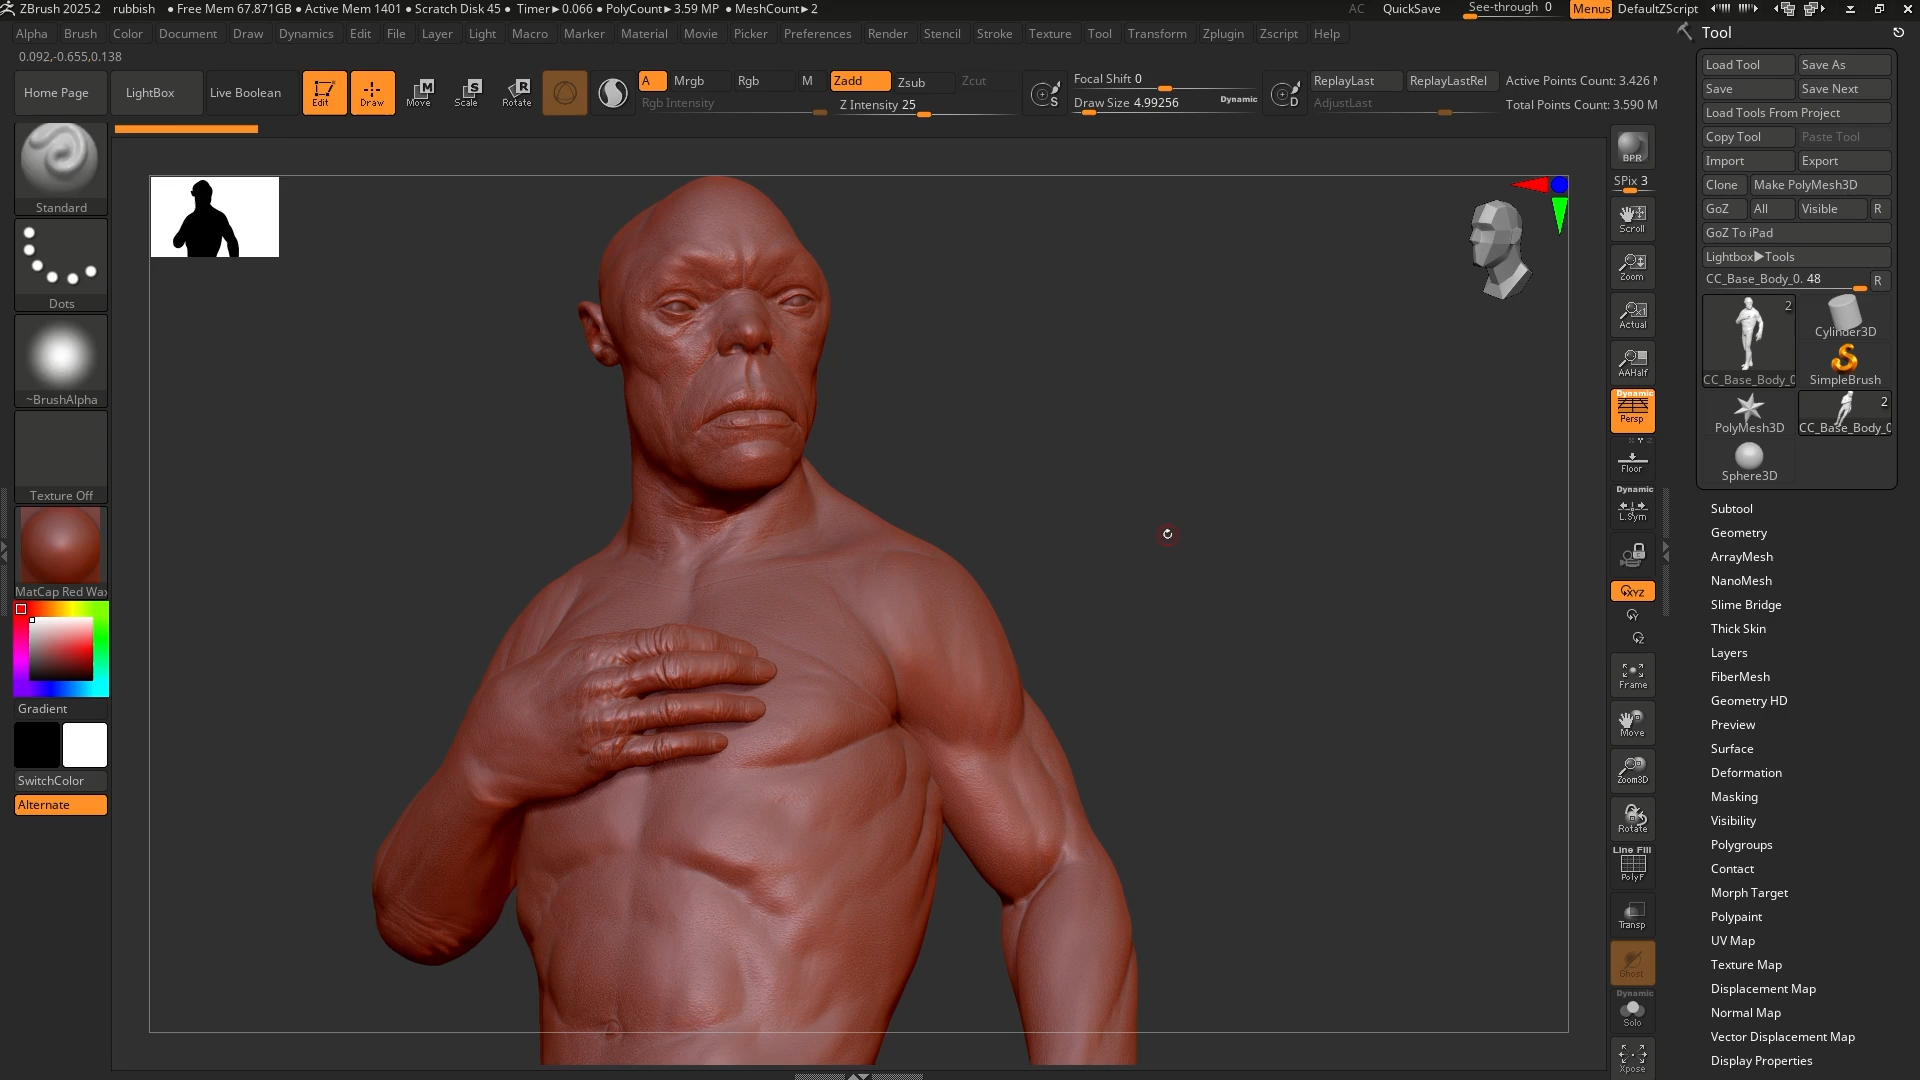 ZBrush 2025.2 rubbish ● Free Mem 67.871GB ● Active Mem 1401 ● Scratch Disk 45 ● Timer►0.066 ● PolyCount►3.59 MP ● MeshCount►2 AC QuickSave See-through 0 Menus DefaultZScript
Alpha Brush Color Document Draw Dynamics Edit File Layer Light Macro Marker Material Movie Picker Preferences Render Stencil Stroke Texture Tool Transform Zplugin Zscript Help
Tool
0.092,-0.655,0.138
Home Page
LightBox
Live Boolean
Edit
Draw
Move
Scale
Rotate
A Mrgb Rgb M Zadd Zsub Zcut
Rgb Intensity Z Intensity 25
S
Focal Shift 0
Draw Size 4.99256 Dynamic
D
ReplayLast ReplayLastRel Active Points Count: 3.426
AdjustLast Total Points Count: 3.590 M
Standard
Dots
~BrushAlpha
Texture Off
MatCap Red Wax
Gradient
SwitchColor
Alternate
BPR
SPix 3
Scroll
Zoom
Actual
AAHalf
Dynamic
Persp
Floor
Dynamic
L.Sym
XYZ
Y
Z
Frame
Move
Zoom3D
Rotate
Line Fill
PolyF
Transp
Ghost
Dynamic
Solo
Xpose
Load Tool Save As
Save Save Next
Load Tools From Project
Copy Tool Paste Tool
Import Export
Clone Make PolyMesh3D
GoZ All Visible R
GoZ To iPad
Lightbox►Tools
CC_Base_Body_0. 48 R
2
Cylinder3D
CC_Base_Body_0 SimpleBrush
2
PolyMesh3D CC_Base_Body_0
Sphere3D
Subtool
Geometry
ArrayMesh
NanoMesh
Slime Bridge
Thick Skin
Layers
FiberMesh
Geometry HD
Preview
Surface
Deformation
Masking
Visibility
Polygroups
Contact
Morph Target
Polypaint
UV Map
Texture Map
Displacement Map
Normal Map
Vector Displacement Map
Display Properties